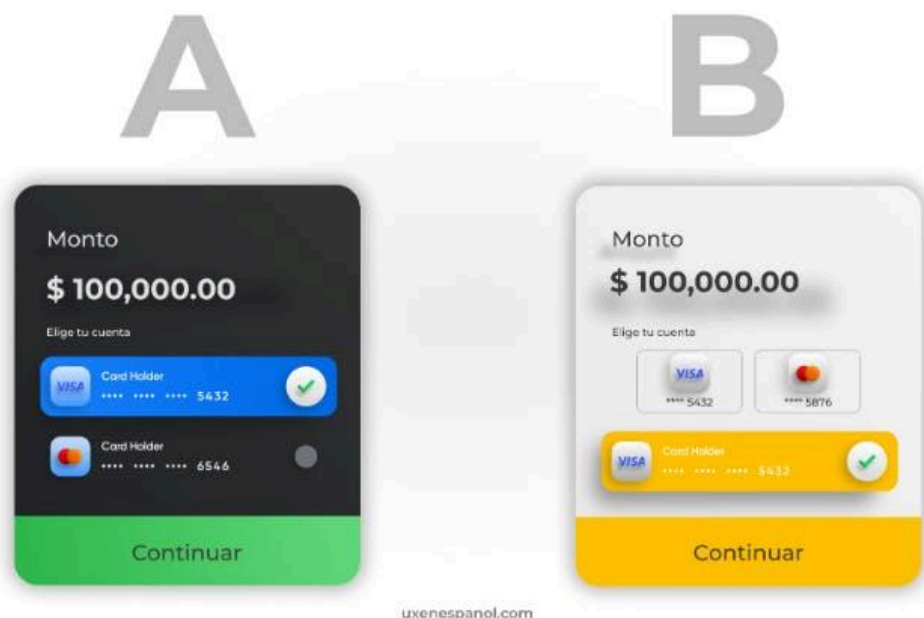 A
B
Monto
$ 100,000.00
Elige tu cuenta
VISA
Card Holder
•••• •••• •••• 5432
Card Holder
•••• •••• •••• 6546
Continuar
Monto
$ 100,000.00
Elige tu cuenta
VISA
**** 5432
**** 5876
VISA
Card Holder
•••• •••• •••• 5432
Continuar
uxenespanol.com